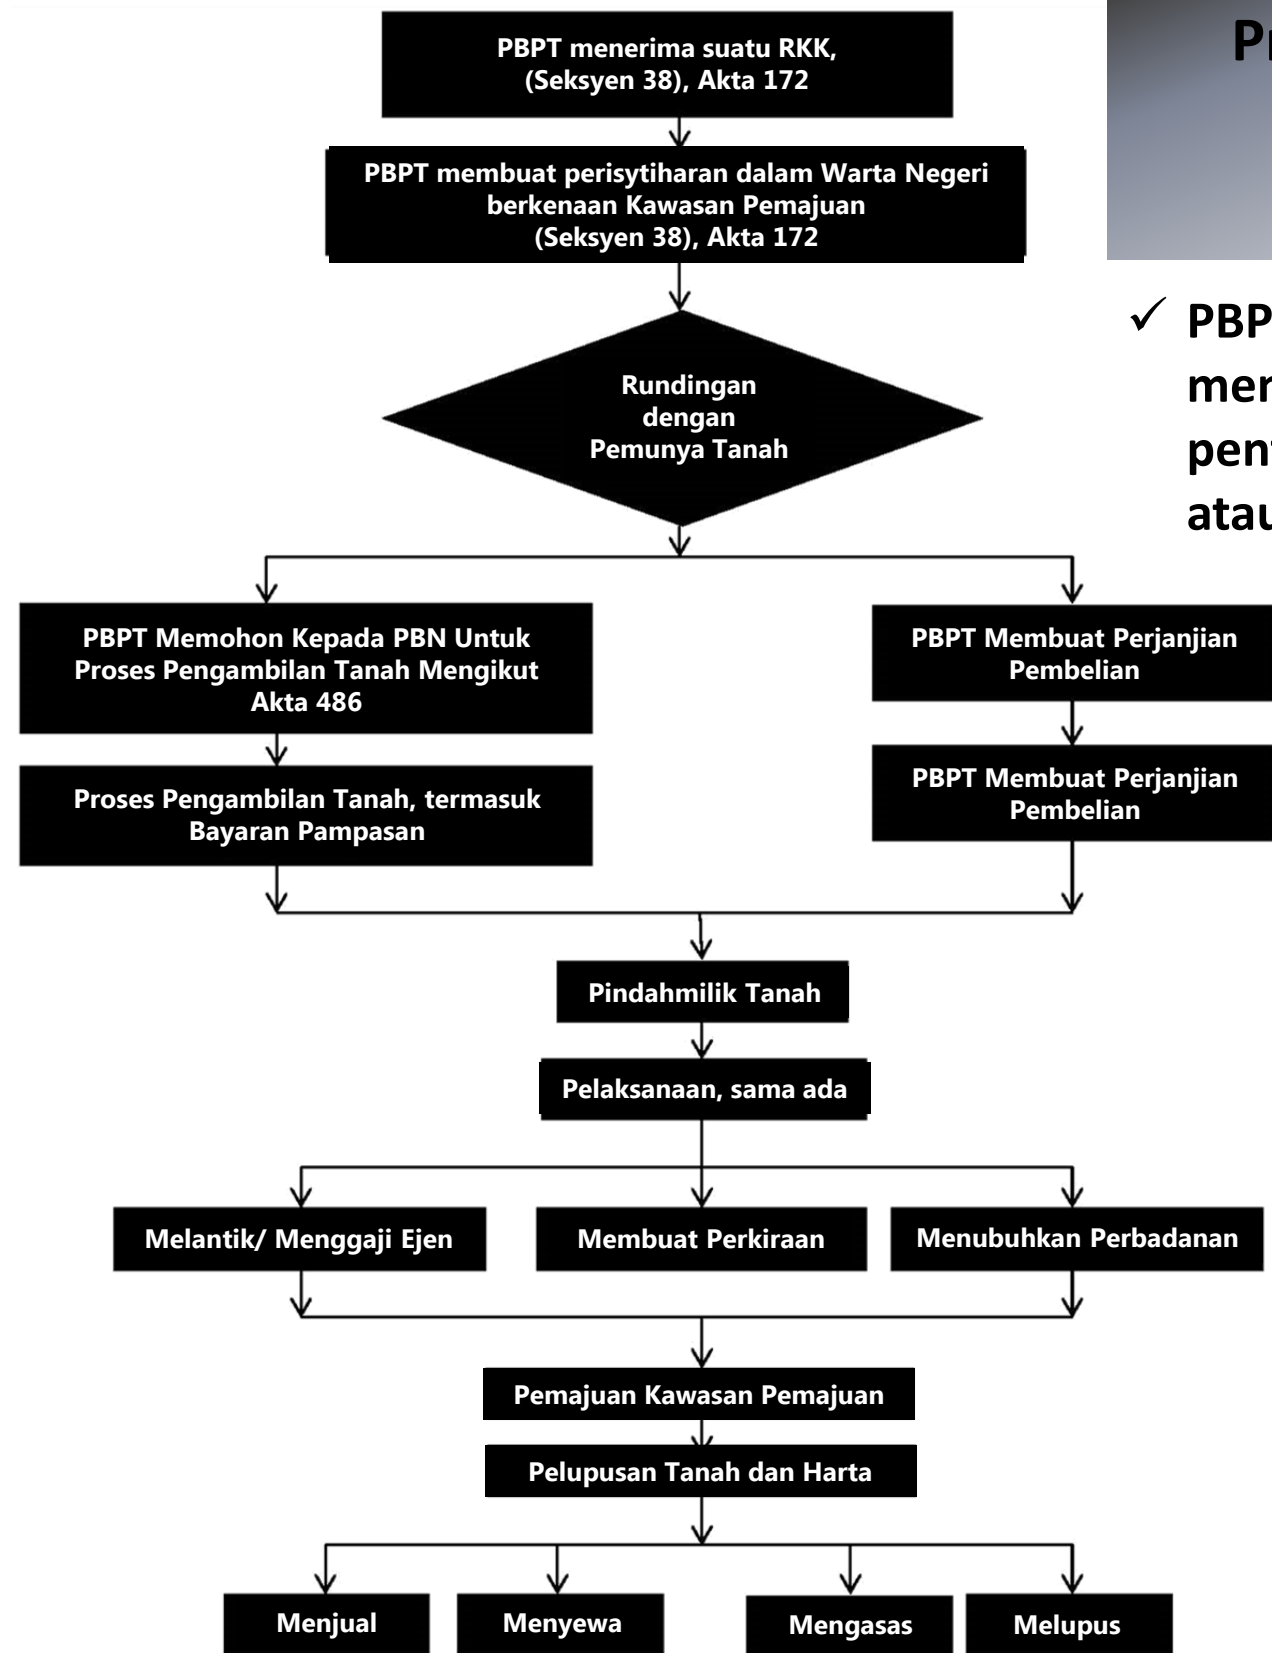 PBPT menerima suatu RKK,
(Seksyen 38), Akta 172
PBPT membuat perisytiharan dalam Warta Negeri
berkenaan Kawasan Pemajuan
(Seksyen 38), Akta 172
Rundingan
dengan
Pemunya Tanah
PBPT Memohon Kepada PBN Untuk
Proses Pengambilan Tanah Mengikut
Akta 486
Proses Pengambilan Tanah, termasuk
Bayaran Pampasan
PBPT Membuat Perjanjian
Pembelian
PBPT Membuat Perjanjian
Pembelian
Pindahmilik Tanah
Pelaksanaan, sama ada
Melantik/ Menggaji Ejen
Membuat Perkiraan
Menubuhkan Perbadanan
Pemajuan Kawasan Pemajuan
Pelupusan Tanah dan Harta
Menjual
Menyewa
Mengasas
Melupus